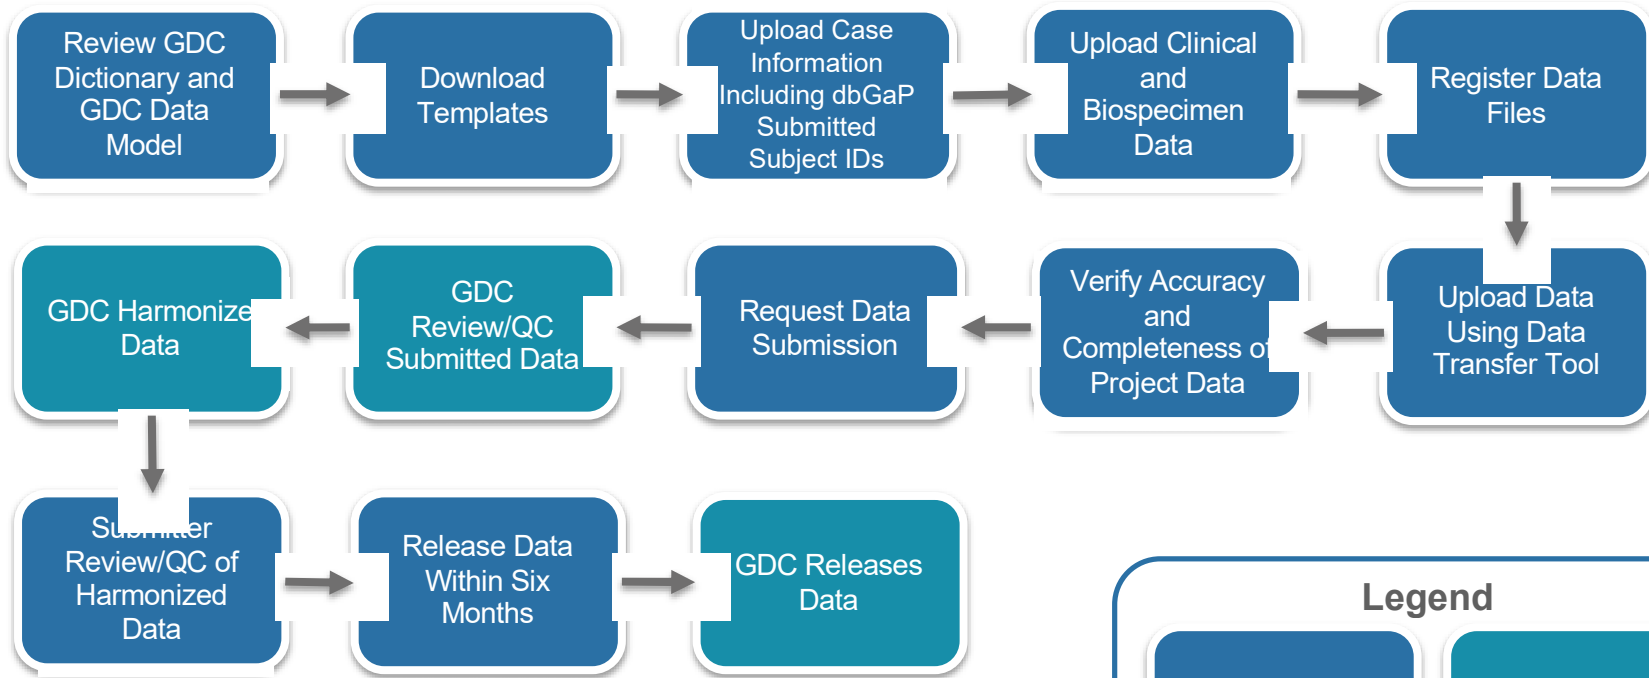 Review GDC
Dictionary and
GDC Data
Model
Download
Templates
Upload Case
Information
Including dbGaP
Submitted
Subject IDs
Upload Clinical
and
Biospecimen
Data
Register Data
Files
Upload Data
Using Data
Transfer Tool
Verify Accuracy
and
Completeness of
Project Data
Request Data
Submission
GDC
Review/QC
Submitted Data
GDC Harmonize
Data
Submitter
Review/QC of
Harmonized
Data
Release Data
Within Six
Months
GDC Releases
Data
Legend